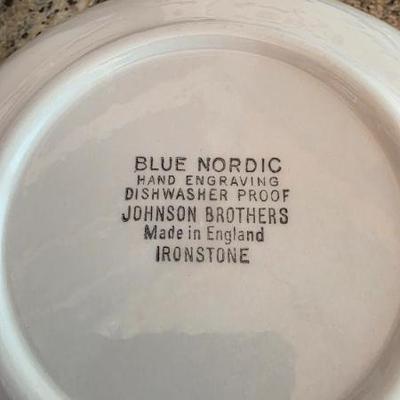 BLUE NORDIC
HAND ENGRAVING
DISHWASHER PROOF
JOHNSON BROTHERS
Made in England
IRONSTONE